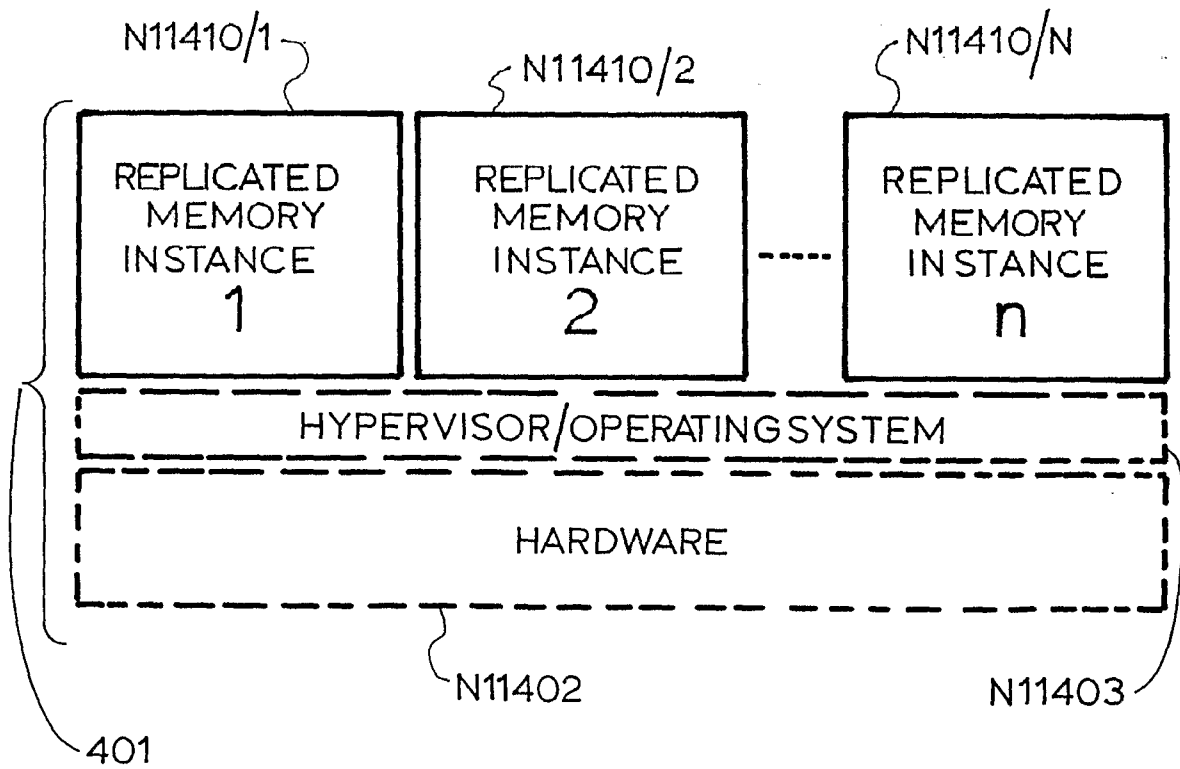 N11410/1
N11410/2
N11410/N
REPLICATED
MEMORY
INSTANCE
1
REPLICATED
MEMORY
INSTANCE
2
REPLICATED
MEMORY
INSTANCE
n
HYPERVISOR/OPERATING SYSTEM
HARDWARE
N11402
N11403
401